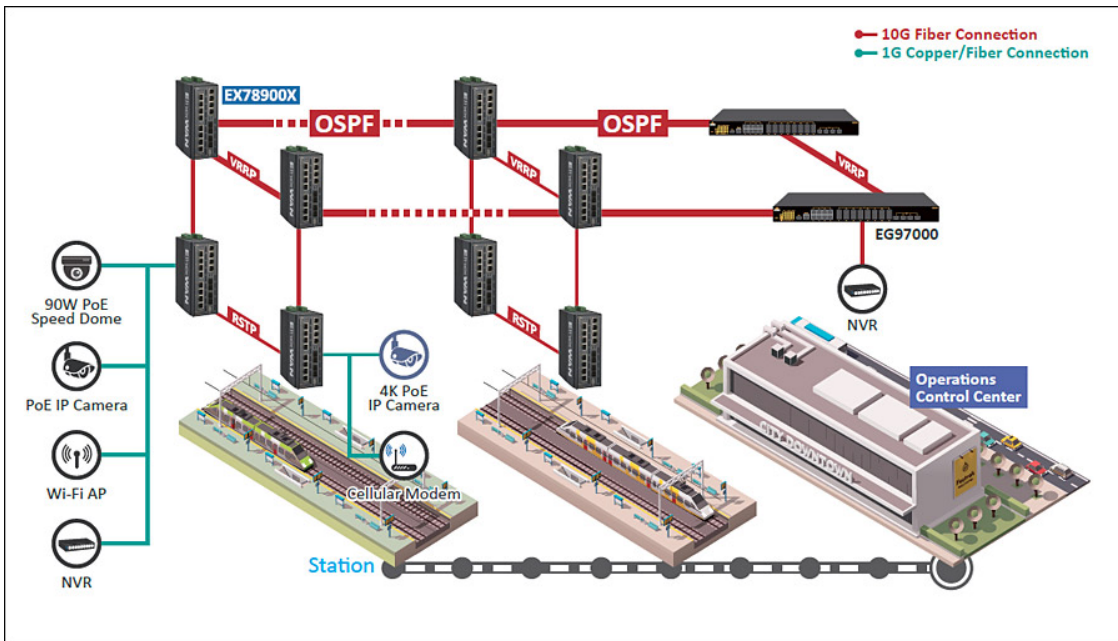 10G Fiber Connection
1G Copper/Fiber Connection
EX78900X
OSPF
OSPF
VRRP
VRRP
VRRP
EG97000
90W PoE
Speed Dome
RSTP
RSTP
NVR
PoE IP Camera
4K PoE
IP Camera
Operations
Control Center
CITY DOWNTOWN
Wi-Fi AP
Cellular Modem
NVR
Station